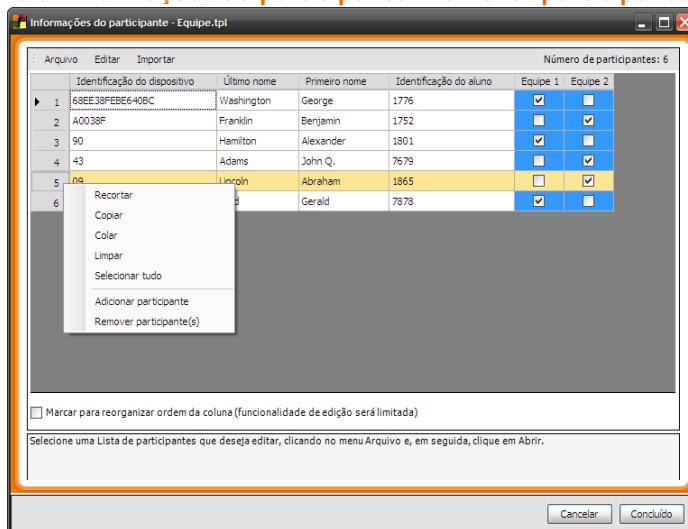 Informações do participante - Equipe.tpl
Arquivo Editar Importar Número de participantes: 6
Identificação do dispositivo Último nome Primeiro nome Identificação do aluno Equipe 1 Equipe 2
1 68EE38FEBE640BC Washington George 1776
2 A0038F Franklin Benjamin 1752
3 90 Hamilton Alexander 1801
4 43 Adams John Q. 7679
5 09 Lincoln Abraham 1865
6 Gerald 7878
Recortar
Copiar
Colar
Limpar
Selecionar tudo
Adicionar participante
Remover participante(s)
Marcar para reorganizar ordem da coluna (funcionalidade de edição será limitada)
Selecione uma Lista de participantes que deseja editar, clicando no menu Arquivo e, em seguida, clique em Abrir.
Cancelar Concluído